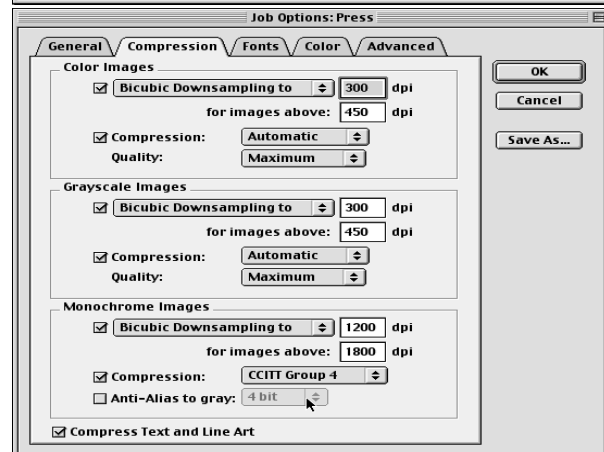 Job Options: Press
General Compression Fonts Color Advanced
Color Images
Bicubic Downsampling to 300 dpi
for images above: 450 dpi
Compression: Automatic
Quality: Maximum
OK
Cancel
Save As...
Grayscale Images
Bicubic Downsampling to 300 dpi
for images above: 450 dpi
Compression: Automatic
Quality: Maximum
Monochrome Images
Bicubic Downsampling to 1200 dpi
for images above: 1800 dpi
Compression: CCITT Group 4
Anti-Alias to gray: 4 bit
Compress Text and Line Art